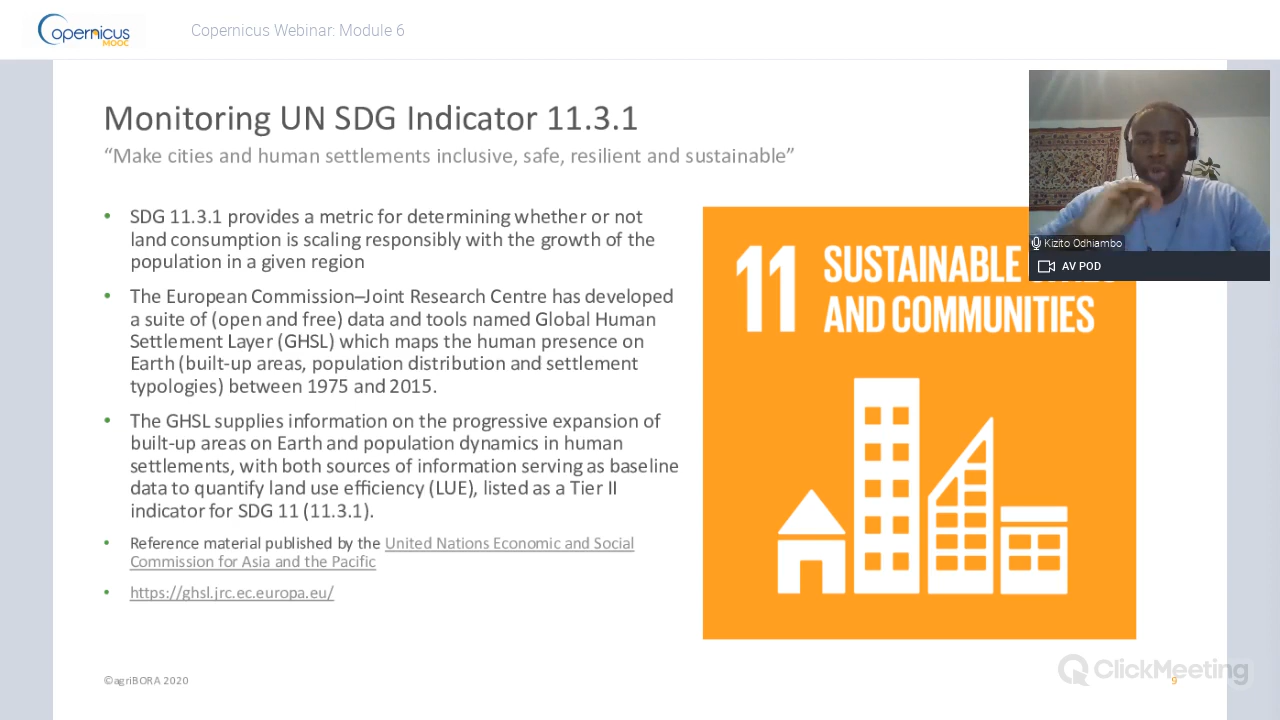 Copernicus
MOOC
Copernicus Webinar: Module 6
Monitoring UN SDG Indicator 11.3.1
“Make cities and human settlements inclusive, safe, resilient and sustainable”
• SDG 11.3.1 provides a metric for determining whether or not
land consumption is scaling responsibly with the growth of the
population in a given region
• The European Commission–Joint Research Centre has developed
a suite of (open and free) data and tools named Global Human
Settlement Layer (GHSL) which maps the human presence on
Earth (built-up areas, population distribution and settlement
typologies) between 1975 and 2015.
• The GHSL supplies information on the progressive expansion of
built-up areas on Earth and population dynamics in human
settlements, with both sources of information serving as baseline
data to quantify land use efficiency (LUE), listed as a Tier II
indicator for SDG 11 (11.3.1).
• Reference material published by the United Nations Economic and Social
Commission for Asia and the Pacific
• https://ghsl.jrc.ec.europa.eu/
11 SUSTAINABLE
AND COMMUNITIES
Kizito Odhiambo
AV POD
©agriBORA 2020
ClickMeeting
9